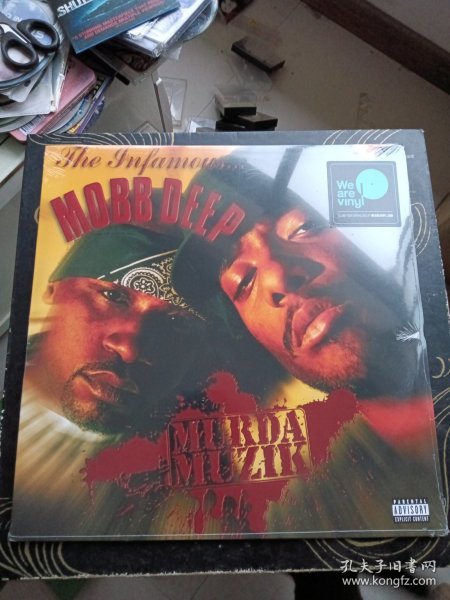 The Infamous...
MOBB DEEP
We
are
vinyl
MURDA
MUZIK
PARENTAL
ADVISORY
EXPLICIT CONTENT
孔夫子旧书网
www.kongfz.com